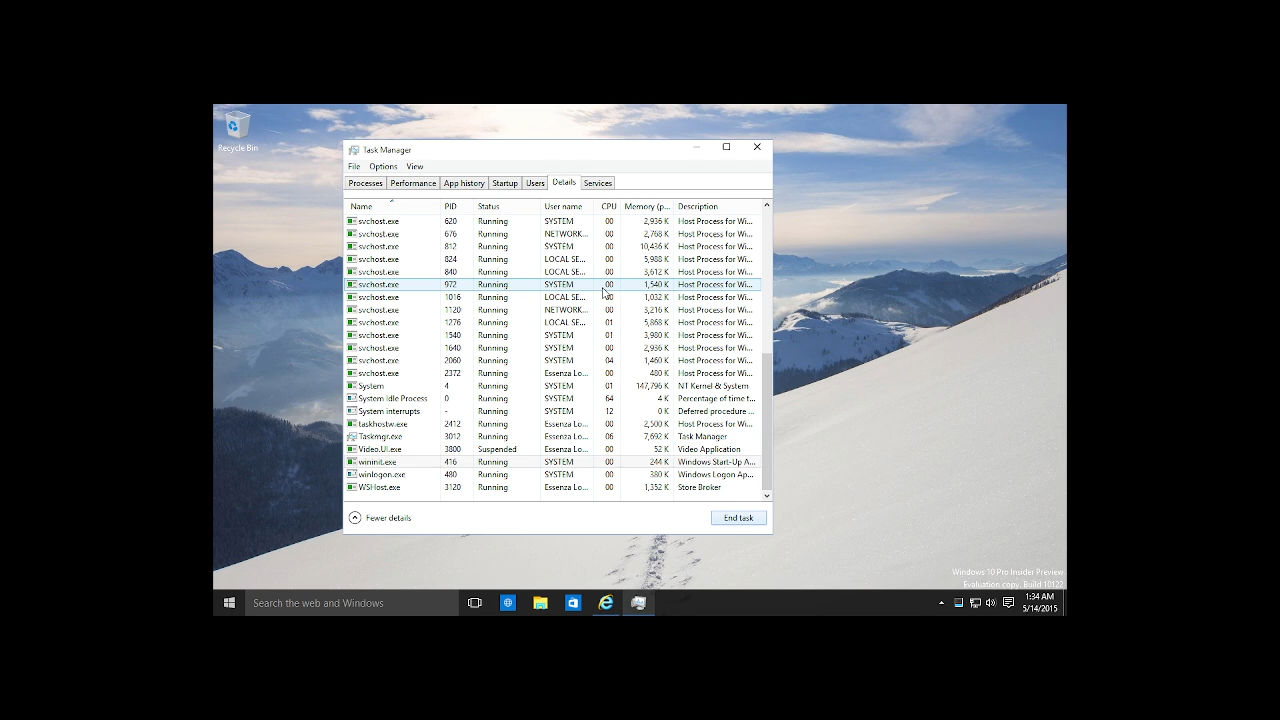 Recycle Bin
Task Manager
File Options View
Processes Performance App history Startup Users Details Services
Name PID Status User name CPU Memory (p... Description
svchost.exe 620 Running SYSTEM 00 2,936 K Host Process for Wi...
svchost.exe 676 Running NETWORK... 00 2,768 K Host Process for Wi...
svchost.exe 812 Running SYSTEM 00 10,436 K Host Process for Wi...
svchost.exe 824 Running LOCAL SE... 00 5,988 K Host Process for Wi...
svchost.exe 840 Running LOCAL SE... 00 3,612 K Host Process for Wi...
svchost.exe 972 Running SYSTEM 00 1,540 K Host Process for Wi...
svchost.exe 1016 Running LOCAL SE... 00 1,032 K Host Process for Wi...
svchost.exe 1120 Running NETWORK... 00 3,216 K Host Process for Wi...
svchost.exe 1276 Running LOCAL SE... 01 5,868 K Host Process for Wi...
svchost.exe 1540 Running SYSTEM 01 3,980 K Host Process for Wi...
svchost.exe 1640 Running SYSTEM 00 2,936 K Host Process for Wi...
svchost.exe 2060 Running SYSTEM 04 1,460 K Host Process for Wi...
svchost.exe 2372 Running Essenza Lo... 00 480 K Host Process for Wi...
System 4 Running SYSTEM 01 147,796 K NT Kernel & System
System Idle Process 0 Running SYSTEM 64 4 K Percentage of time t...
System interrupts - Running SYSTEM 12 0 K Deferred procedure ...
taskhostw.exe 2412 Running Essenza Lo... 00 2,500 K Host Process for Wi...
Taskmgr.exe 3012 Running Essenza Lo... 06 7,692 K Task Manager
Video.UI.exe 3800 Suspended Essenza Lo... 00 52 K Video Application
wininit.exe 416 Running SYSTEM 00 244 K Windows Start-Up A...
winlogon.exe 480 Running SYSTEM 00 380 K Windows Logon Ap...
WSHost.exe 3120 Running Essenza Lo... 00 1,352 K Store Broker
Fewer details End task
Windows 10 Pro Insider Preview
Evaluation copy. Build 10122
Search the web and Windows
1:34 AM
5/14/2015